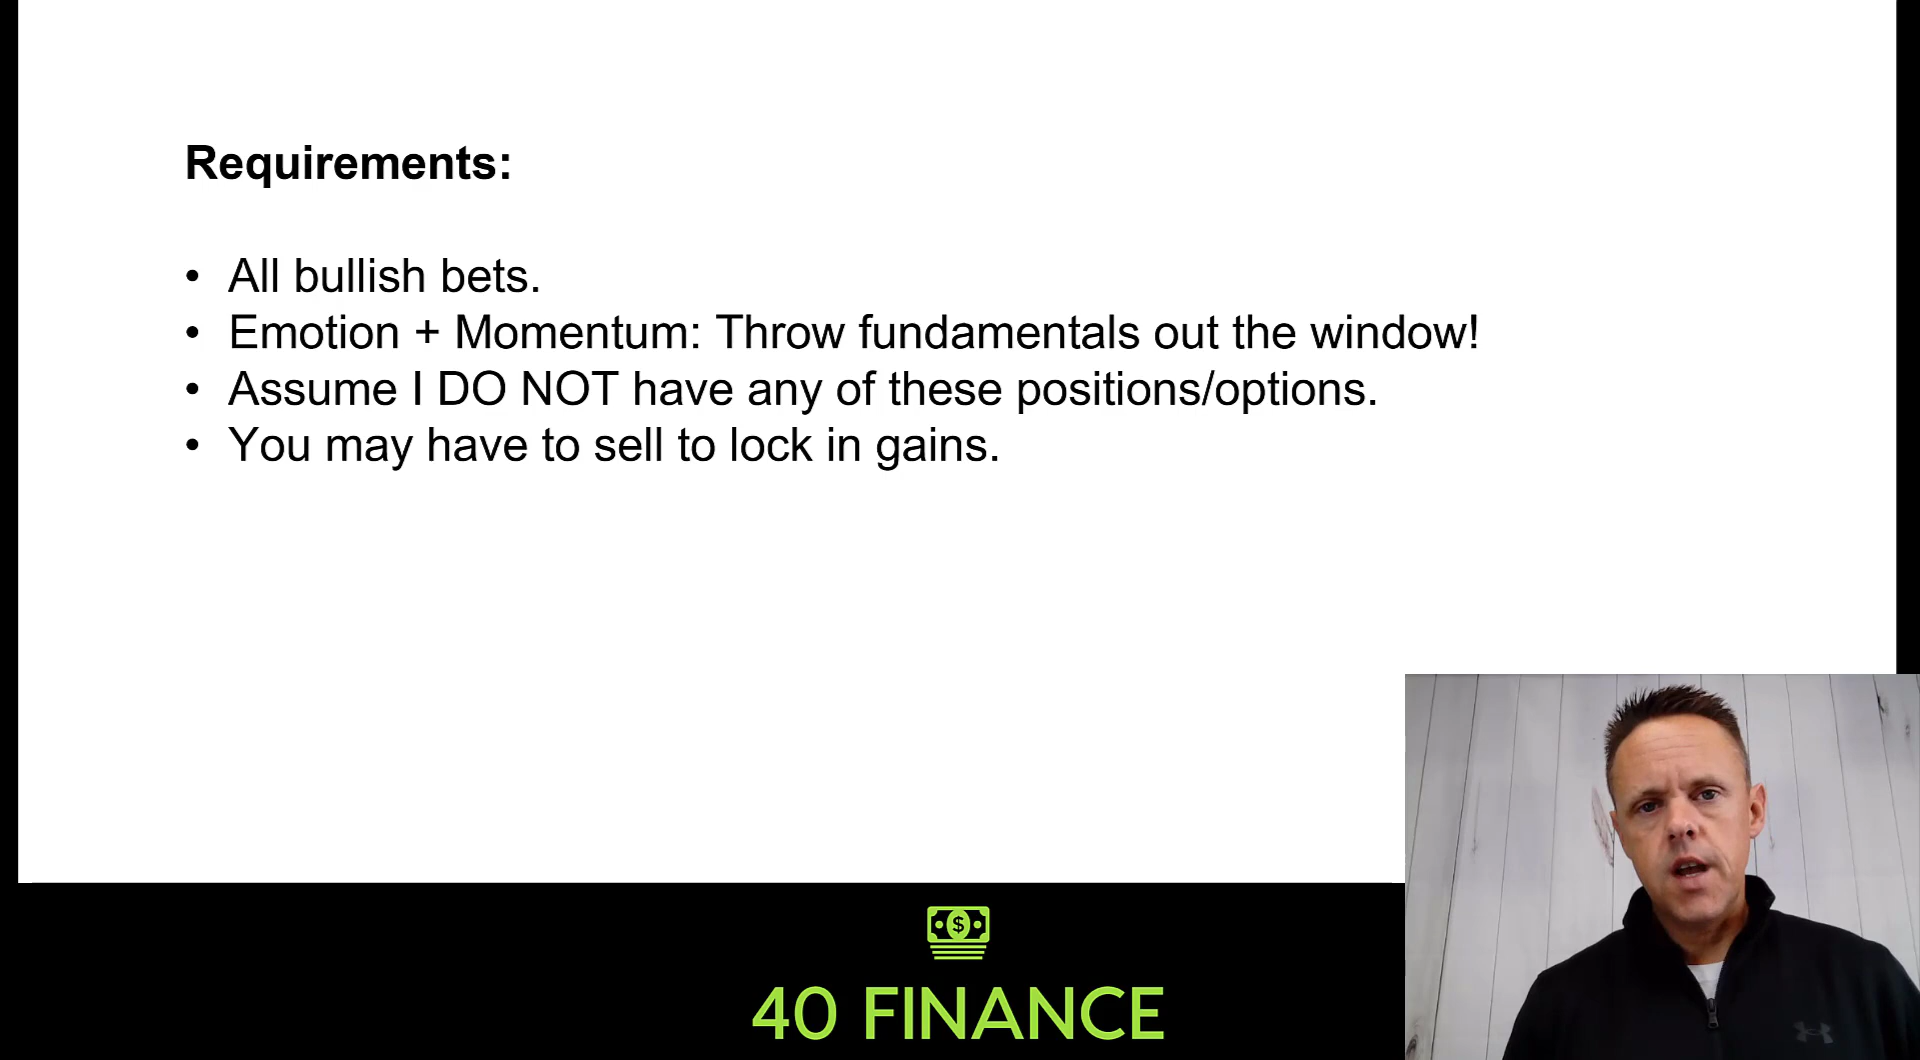 Requirements:
• All bullish bets.
• Emotion + Momentum: Throw fundamentals out the window!
• Assume I DO NOT have any of these positions/options.
• You may have to sell to lock in gains.
$
40 FINANCE